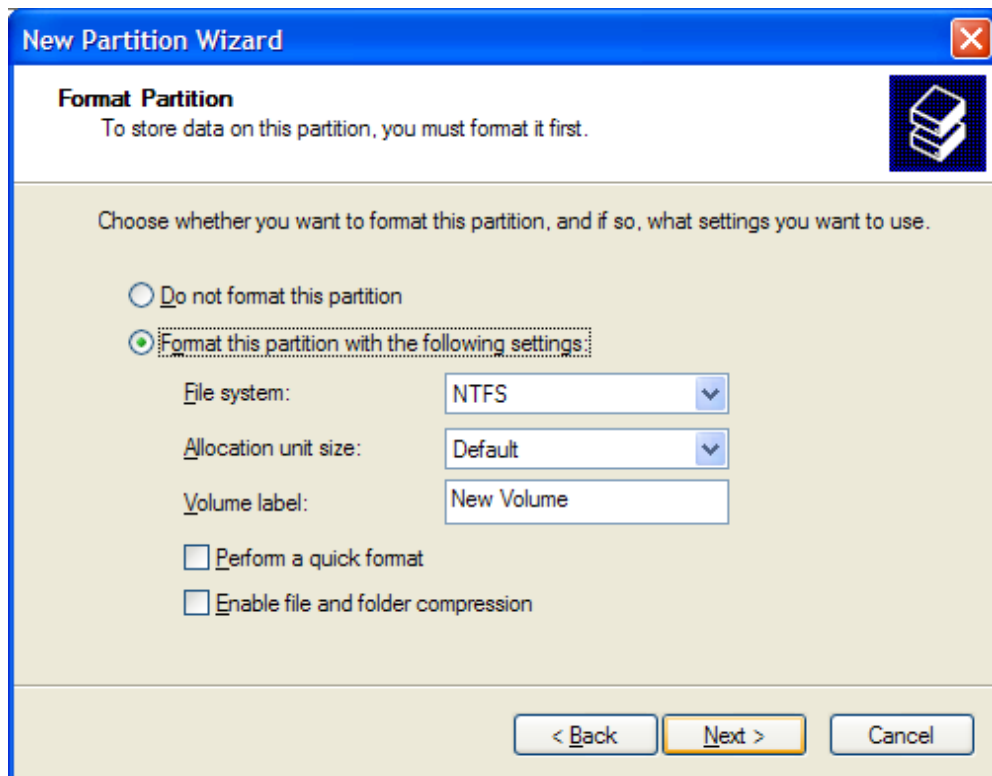 New Partition Wizard
Format Partition
To store data on this partition, you must format it first.
Choose whether you want to format this partition, and if so, what settings you want to use.
Do not format this partition
Format this partition with the following settings:
File system: NTFS
Allocation unit size: Default
Volume label: New Volume
Perform a quick format
Enable file and folder compression
< Back Next > Cancel